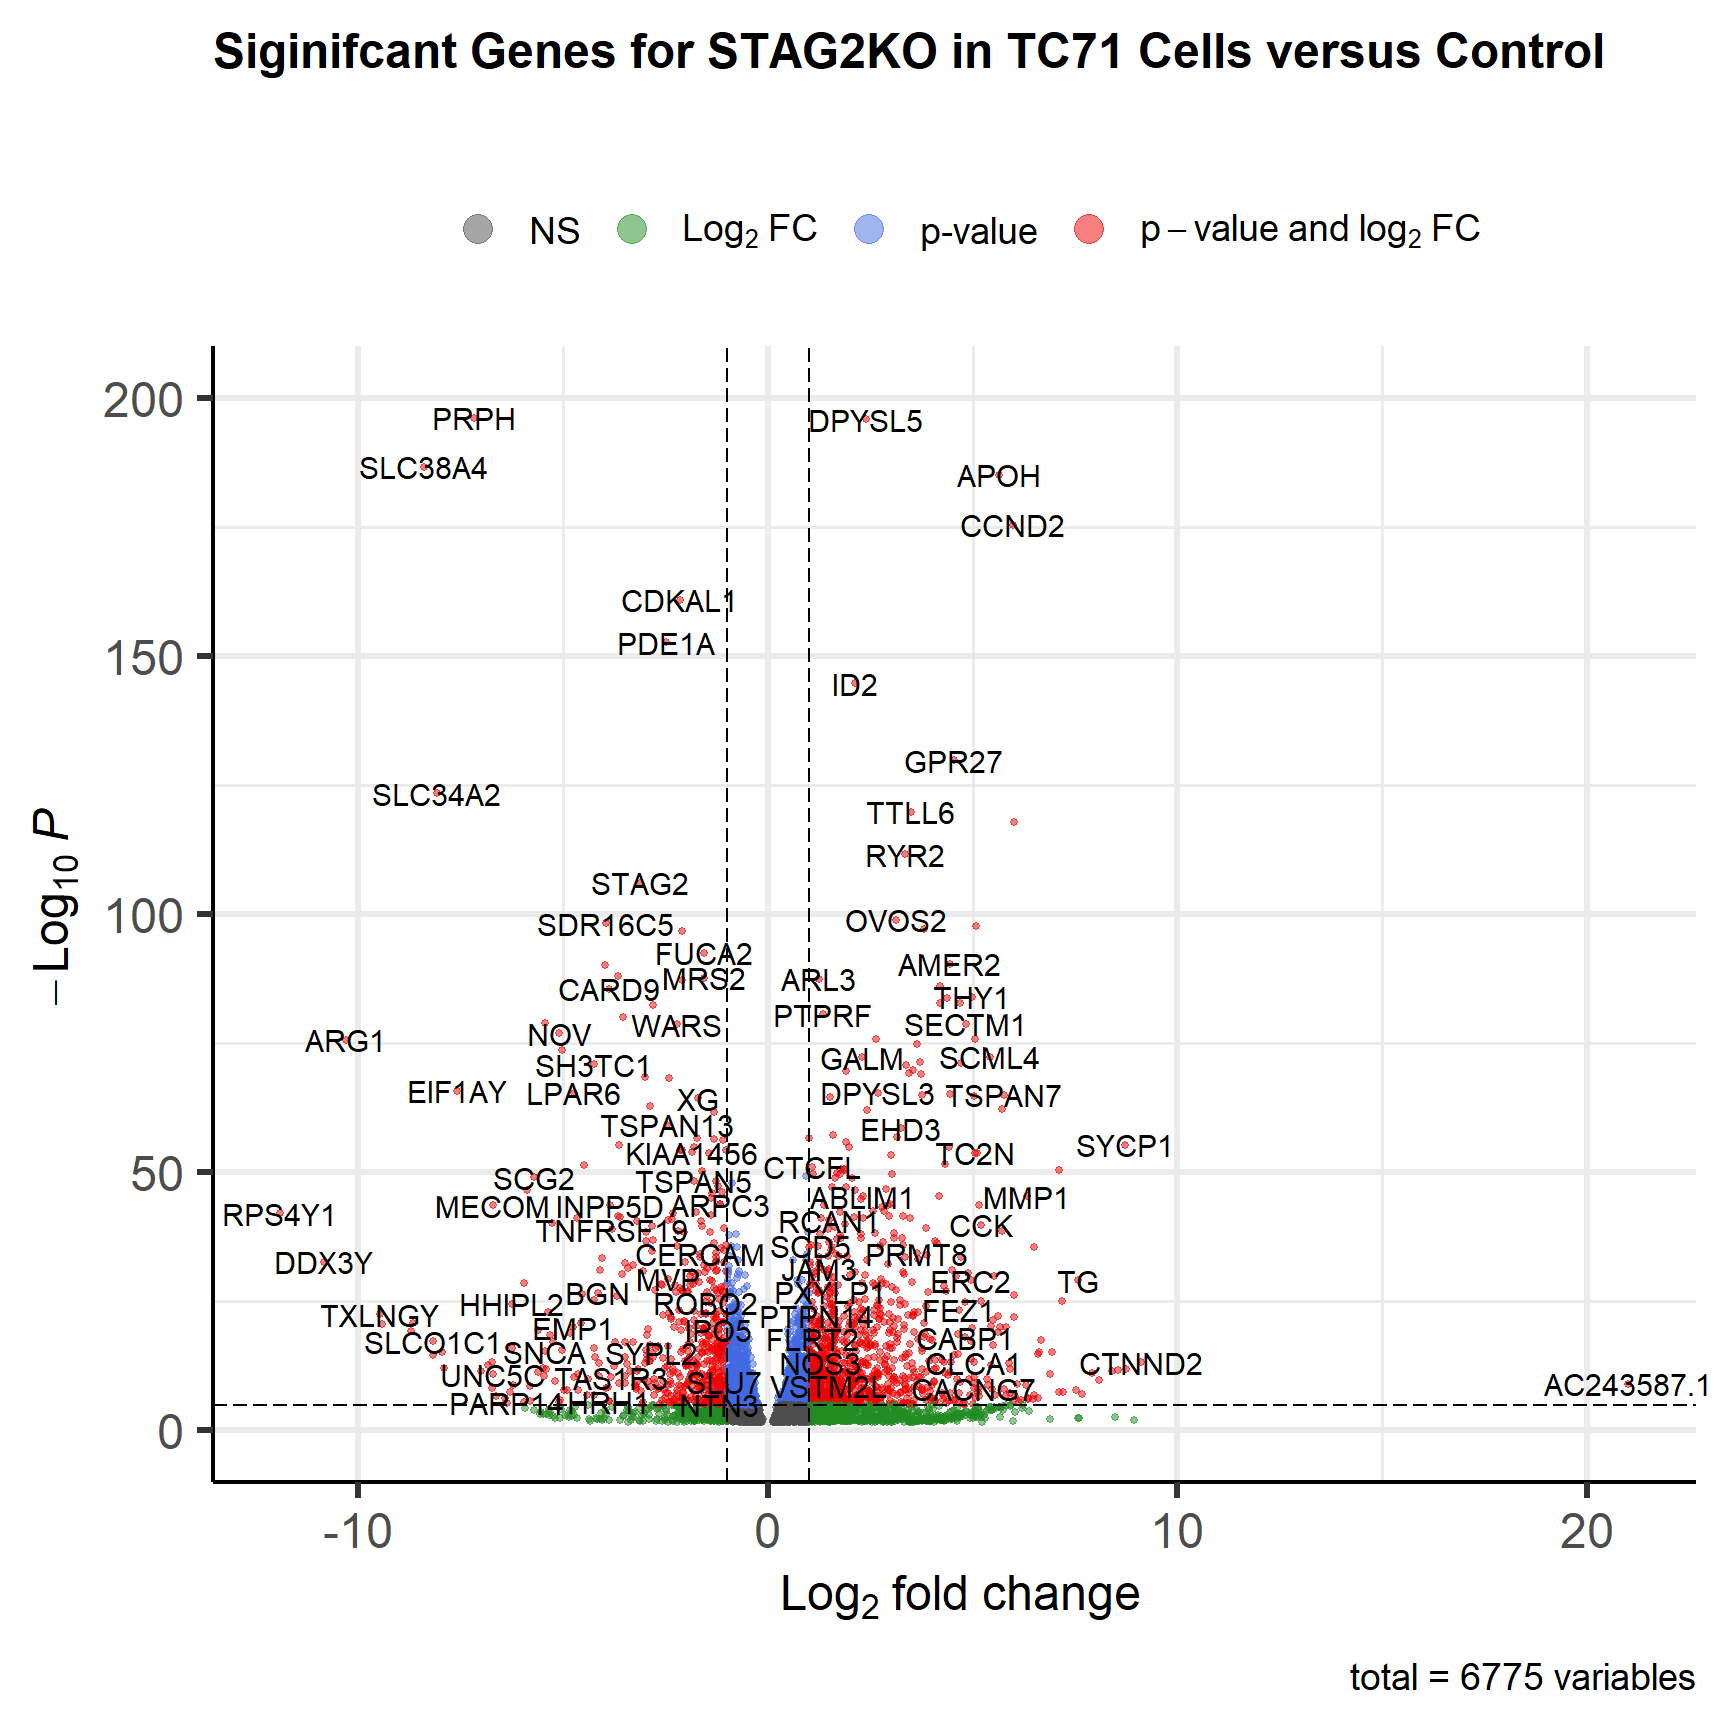 Siginifcant Genes for STAG2KO in TC71 Cells versus Control
NS Log2 FC p-value p – value and log2 FC
200
PRPH DPYSL5
SLC38A4 APOH
CCND2
CDKAL1
150
PDE1A
ID2
GPR27
SLC34A2 TTLL6
RYR2
STAG2
100
SDR16C5 OVOS2
FUCA2 AMER2
MRS2 ARL3
CARD9 THY1
WARS PTPRF SECTM1
NOV
ARG1
SH3TC1 GALM SCML4
EIF1AY LPAR6 XG DPYSL3 TSPAN7
TSPAN13 EHD3
KIAA1456 TC2N SYCP1
50
SCG2 TSPAN5 CTCFL
MECOM INPP5D ARPC3 ABLIM1 MMP1
RPS4Y1
TNFRSF19 RCAN1 CCK
CERCAM SCD5 PRMT8
DDX3Y
MVP JAM3 ERC2 TG
BGN PXYLP1
HHIPL2 ROBO2 FEZ1
TXLNGY PTPN14
EMP1 IPO5 FLRT2 CABP1
SLCO1C1
SNCA SYPL2 NOS3 CLCA1 CTNND2
UNC5C TAS1R3 SLU7 VSTM2L CACNG7 AC243587.1
PARP14 HRH1 NTN3
0
-10 0 10 20
−Log10 P
Log2 fold change
total = 6775 variables